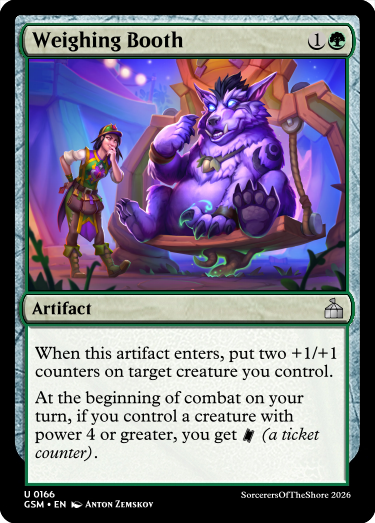 Weighing Booth 1
Artifact
When this artifact enters, put two +1/+1
counters on target creature you control.
At the beginning of combat on your
turn, if you control a creature with
power 4 or greater, you get (a ticket
counter).
U 0166
GSM • EN Anton Zemskov
SorcerersOfTheShore 2026